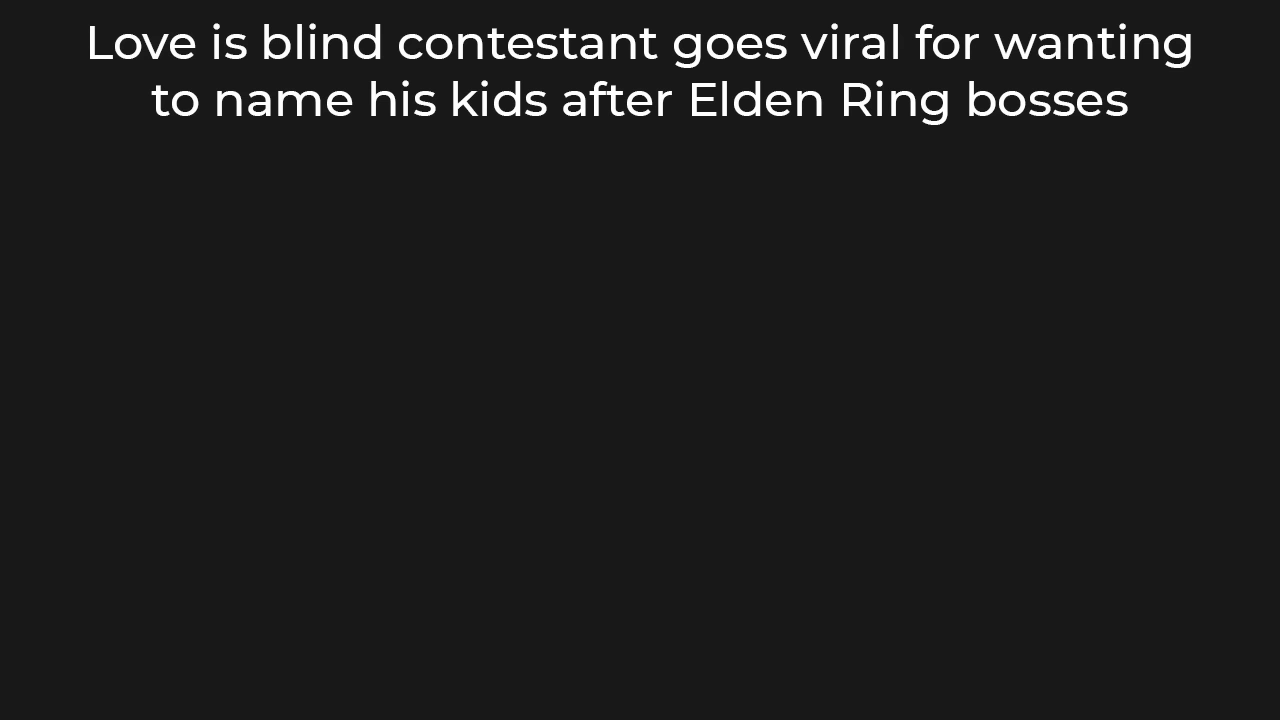 Love is blind contestant goes viral for wanting
to name his kids after Elden Ring bosses